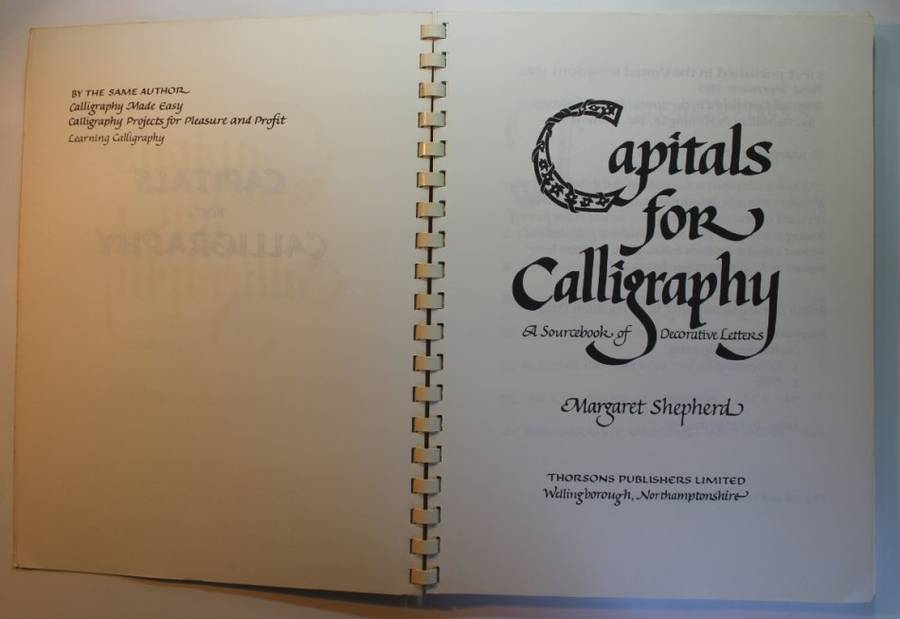 BY THE SAME AUTHOR
Calligraphy Made Easy
Calligraphy Projects for Pleasure and Profit
Learning Calligraphy
Capitals
for
Calligraphy
A Sourcebook of Decorative Letters
Margaret Shepherd
THORSONS PUBLISHERS LIMITED
Wellingborough, Northamptonshire